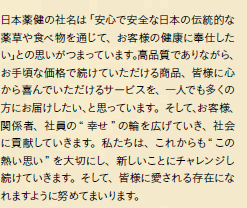 日本薬健の社名は「安心で安全な日本の伝統的な
薬草や食べ物を通じて、お客様の健康に奉仕した
い」との思いがつまっています。高品質でありながら、
お手頃な価格で続けていただける商品、皆様に心
から喜んでいただけるサービスを、一人でも多くの
方にお届けしたい、と思っています。そして、お客様、
関係者、社員の“幸せ”の輪を広げていき、社会
に貢献していきます。私たちは、これからも“この
熱い思い”を大切にし、新しいことにチャレンジし
続けていきます。そして、皆様に愛される存在にな
れますように努めてまいります。